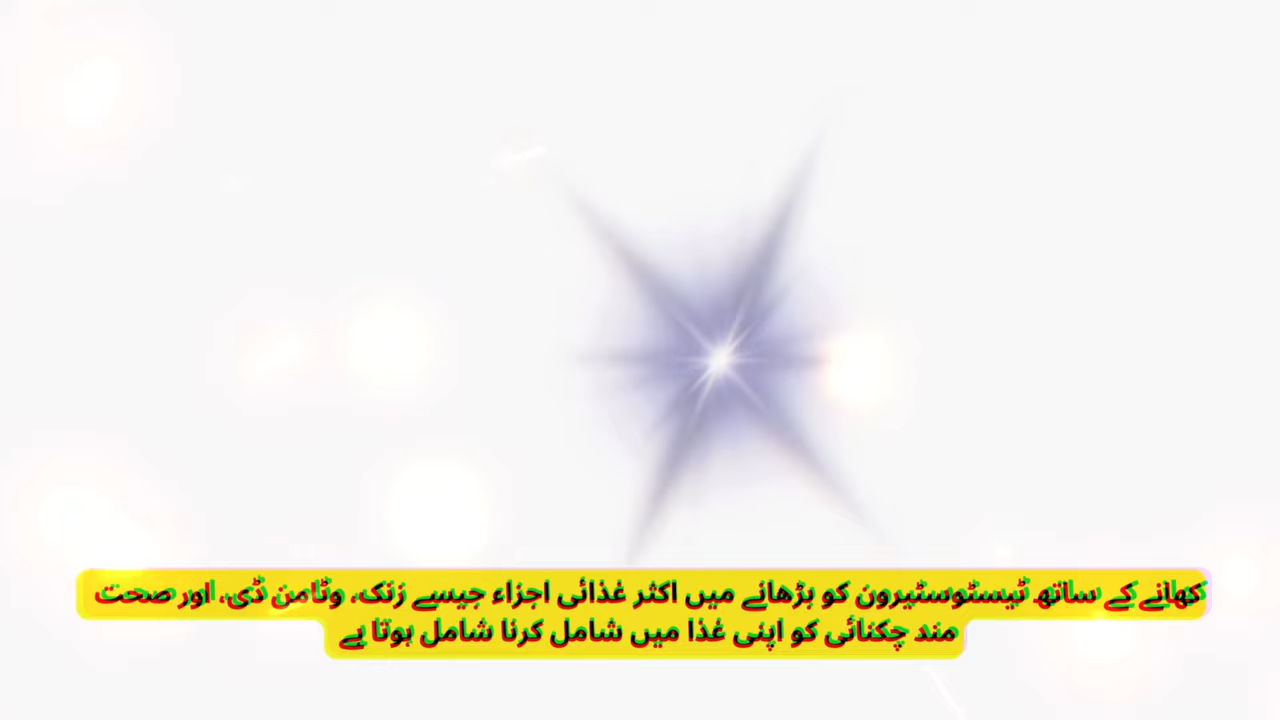 کھانے کے ساتھ ٹیسٹوسٹیرون کو بڑھانے میں اکثر غذائی اجزاء جیسے زنک، وٹامن ڈی، اور صحت
مند چکنائی کو اپنی غذا میں شامل کرنا شامل ہوتا ہے